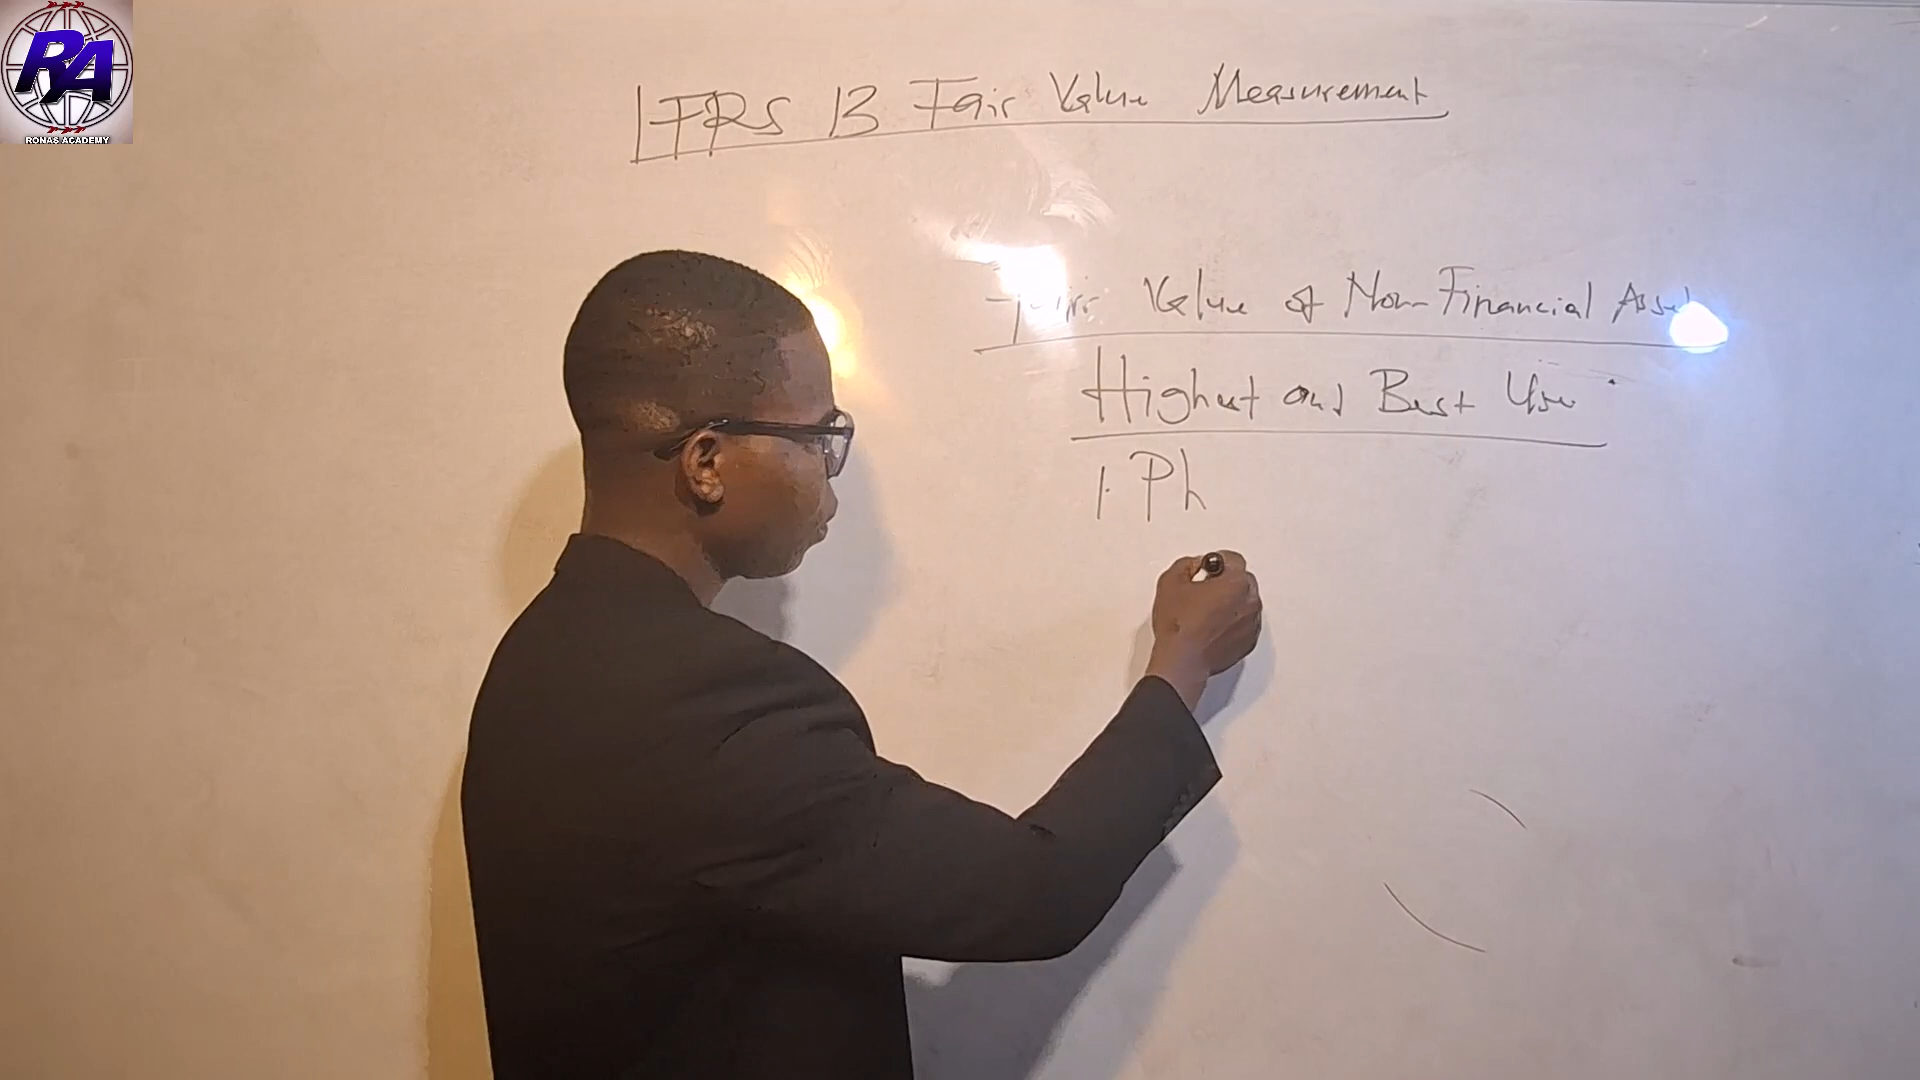 RA
RONAS ACADEMY
IFRS 13 Fair Value Measurement
Fair Value of Non-Financial Asset
Highest and Best Use
1. Ph